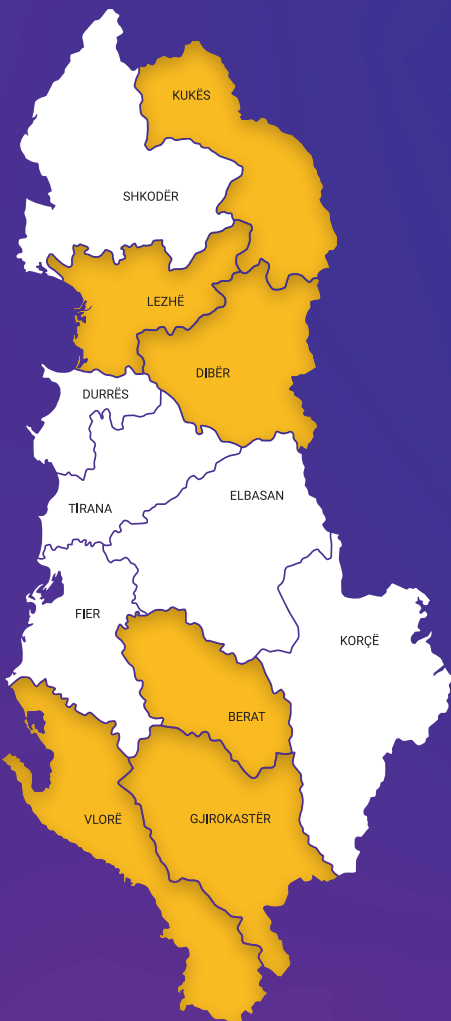 KUKËS
SHKODËR
LEZHË
DIBËR
DURRËS
ELBASAN
TIRANA
FIER
KORÇË
BERAT
VLORË
GJIROKASTËR